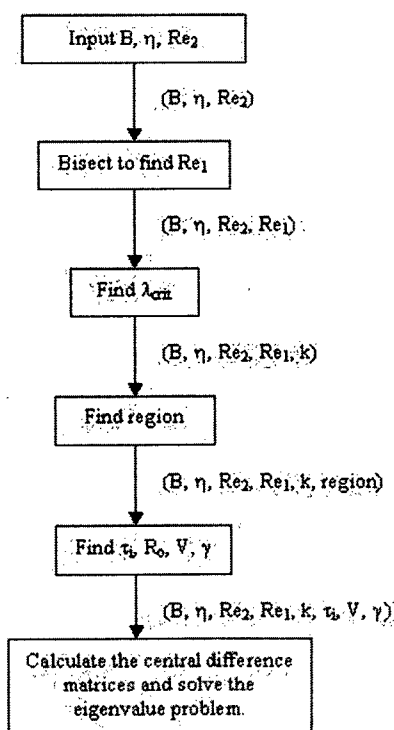 Input B, η, Re₂
(B, η, Re₂)
Bisect to find Re₁
(B, η, Re₂, Re₁)
Find λcrit
(B, η, Re₂, Re₁, k)
Find region
(B, η, Re₂, Re₁, k, region)
Find τᵢ, Rₒ, V, γ
(B, η, Re₂, Re₁, k, τᵢ, V, γ)
Calculate the central difference
matrices and solve the
eigenvalue problem.